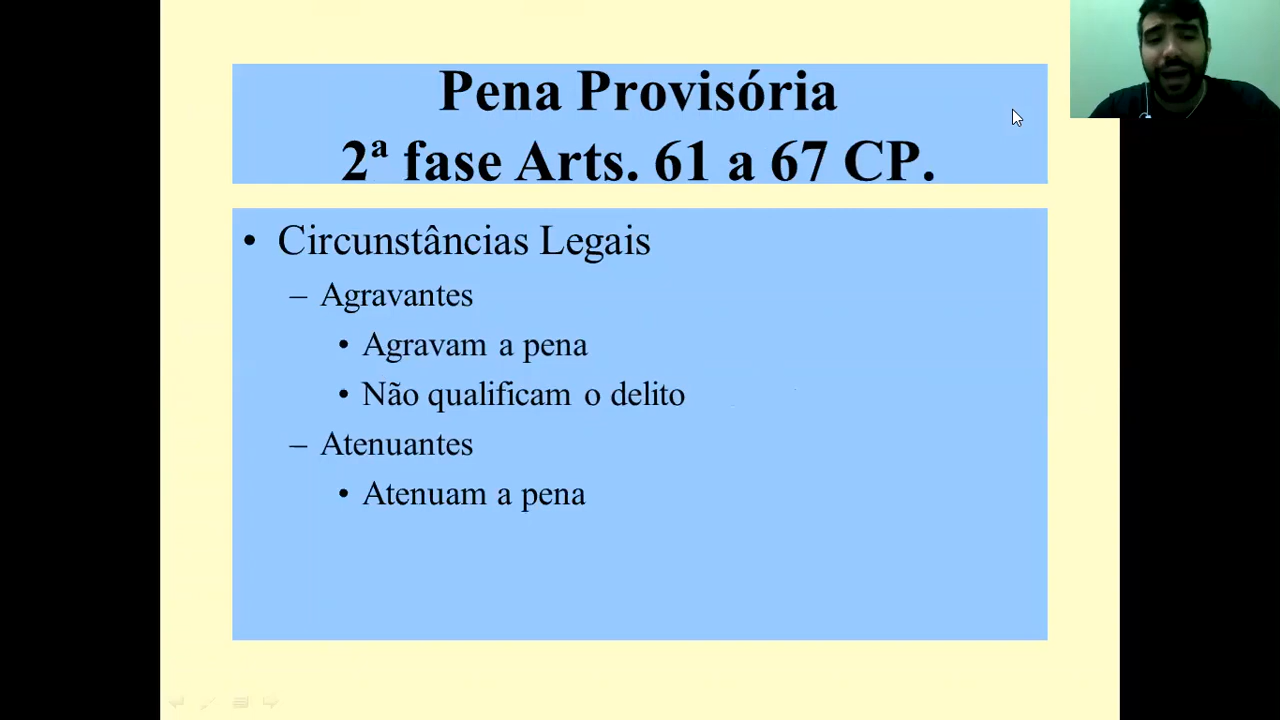 Pena Provisória
2ª fase Arts. 61 a 67 CP.
• Circunstâncias Legais
– Agravantes
• Agravam a pena
• Não qualificam o delito
– Atenuantes
• Atenuam a pena